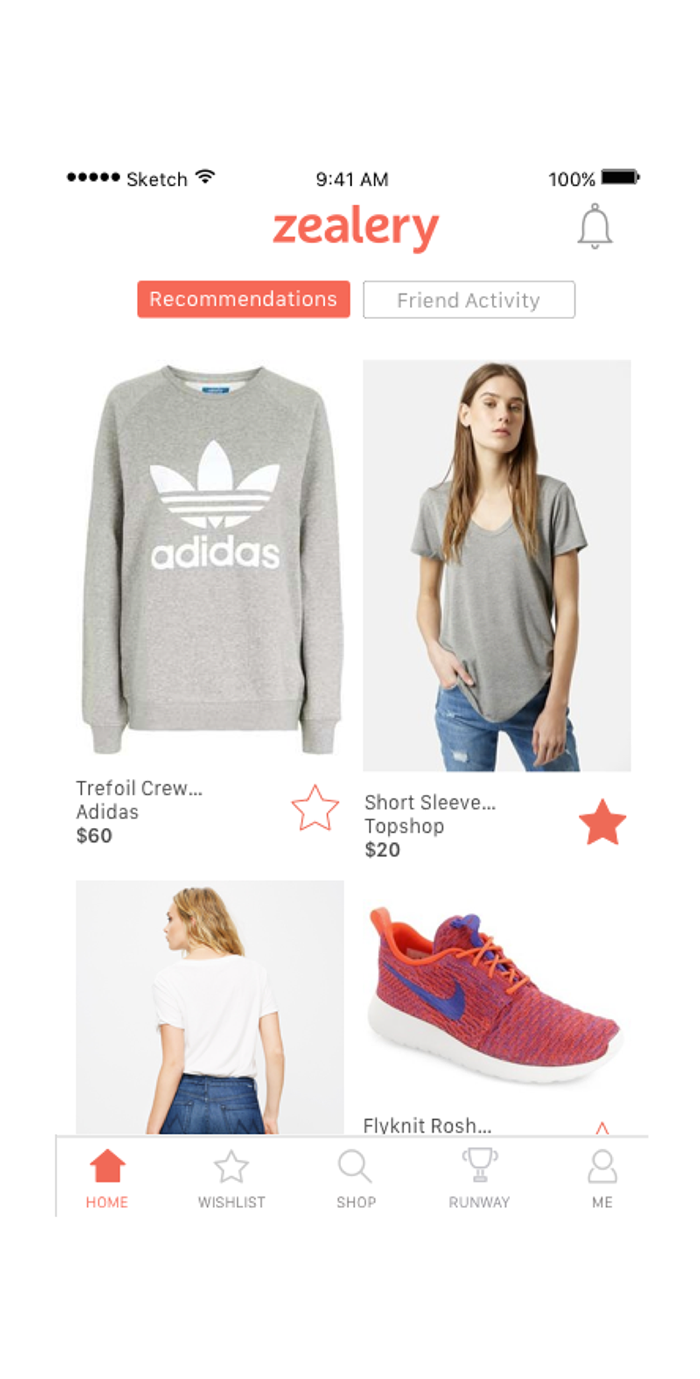 Sketch 9:41 AM 100%
zealery
Recommendations Friend Activity
adidas
Trefoil Crew...
Adidas
$60
Short Sleeve...
Topshop
$20
Flyknit Rosh...
HOME WISHLIST SHOP RUNWAY ME